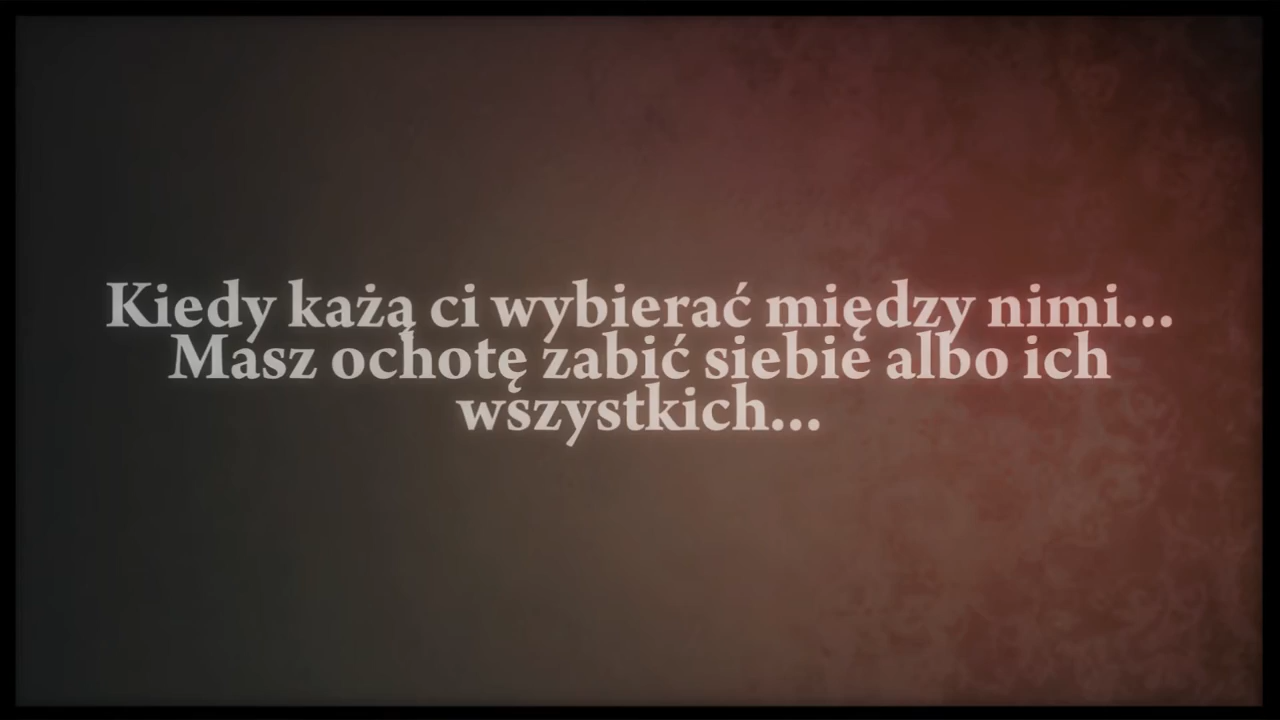 Kiedy każą ci wybierać między nimi...
Masz ochotę zabić siebie albo ich
wszystkich...